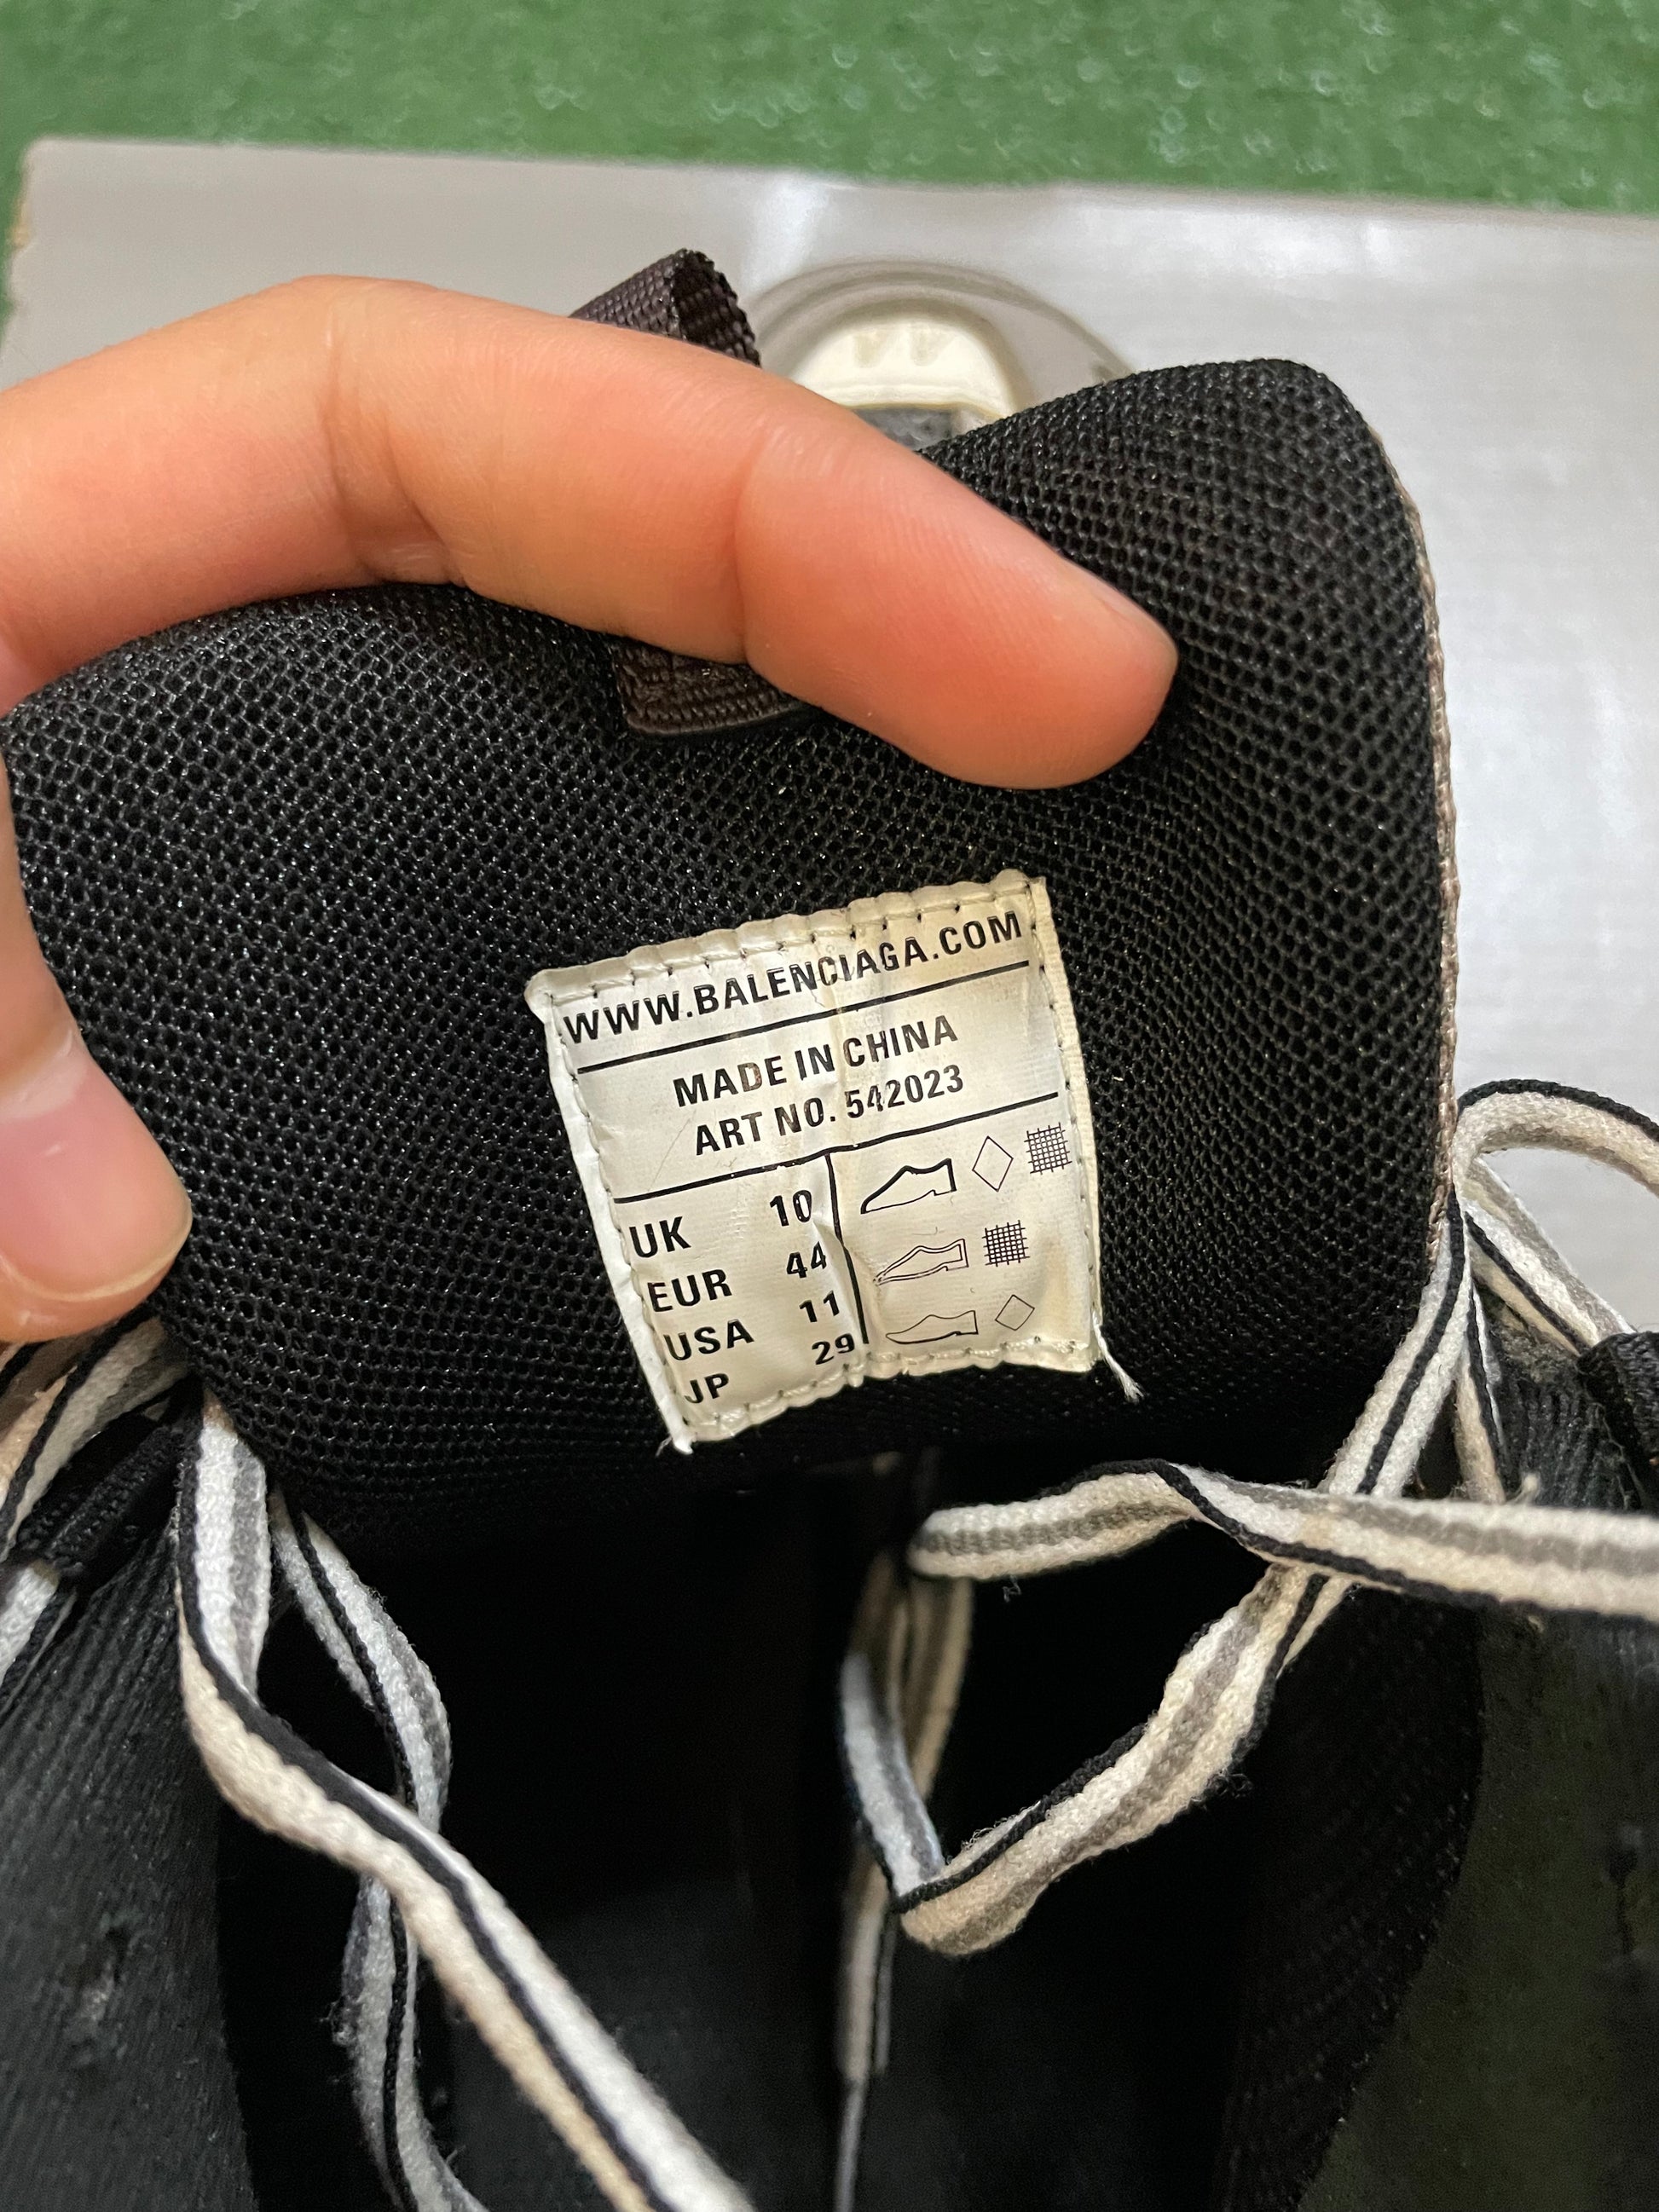 WWW.BALENCIAGA.COM
MADE IN CHINA
ART NO. 542023
UK 10
EUR 44
USA 11
JP 29